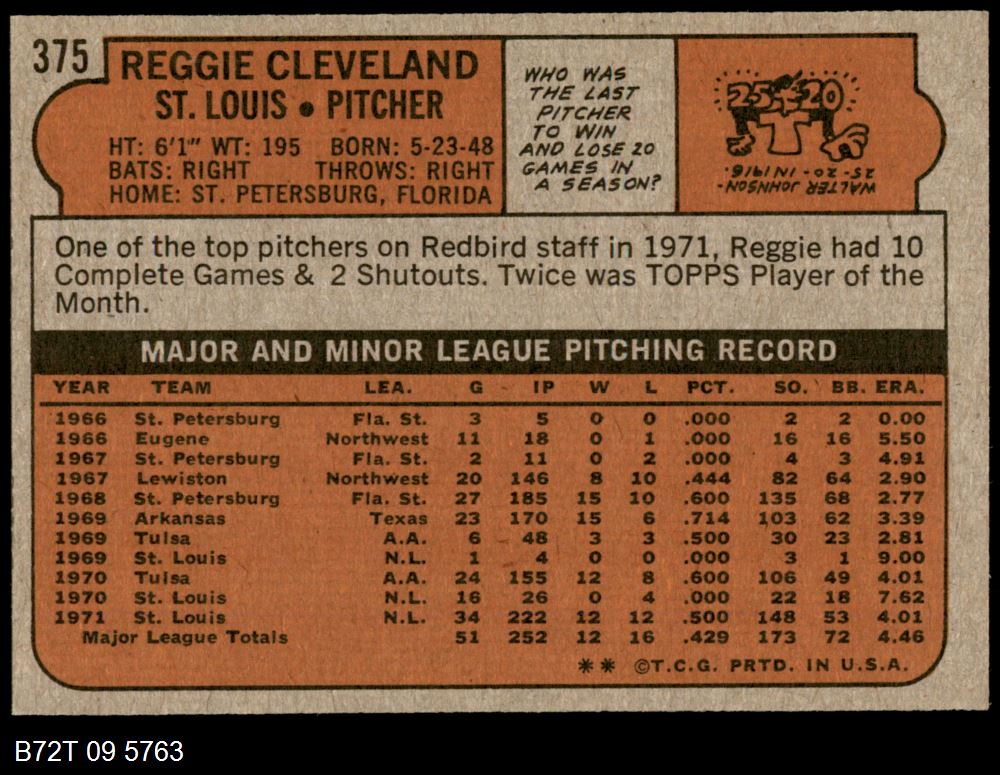 375
REGGIE CLEVELAND
ST. LOUIS • PITCHER
HT: 6'1" WT: 195 BORN: 5-23-48
BATS: RIGHT THROWS: RIGHT
HOME: ST. PETERSBURG, FLORIDA
WHO WAS
THE LAST
PITCHER
TO WIN
AND LOSE 20
GAMES IN
A SEASON?
25 20
WALTER JOHNSON-
25-20-IN 1916.
One of the top pitchers on Redbird staff in 1971, Reggie had 10
Complete Games & 2 Shutouts. Twice was TOPPS Player of the
Month.
MAJOR AND MINOR LEAGUE PITCHING RECORD
YEAR TEAM LEA. G IP W L PCT. SO. BB. ERA.
1966 St. Petersburg Fla. St. 3 5 0 0 .000 2 2 0.00
1966 Eugene Northwest 11 18 0 1 .000 16 16 5.50
1967 St. Petersburg Fla. St. 2 11 0 2 .000 4 3 4.91
1967 Lewiston Northwest 20 146 8 10 .444 82 64 2.90
1968 St. Petersburg Fla. St. 27 185 15 10 .600 135 68 2.77
1969 Arkansas Texas 23 170 15 6 .714 103 62 3.39
1969 Tulsa A.A. 6 48 3 3 .500 30 23 2.81
1969 St. Louis N.L. 1 4 0 0 .000 3 1 9.00
1970 Tulsa A.A. 24 155 12 8 .600 106 49 4.01
1970 St. Louis N.L. 16 26 0 4 .000 22 18 7.62
1971 St. Louis N.L. 34 222 12 12 .500 148 53 4.01
Major League Totals 51 252 12 16 .429 173 72 4.46
** ©T.C.G. PRTD. IN U.S.A.
B72T 09 5763